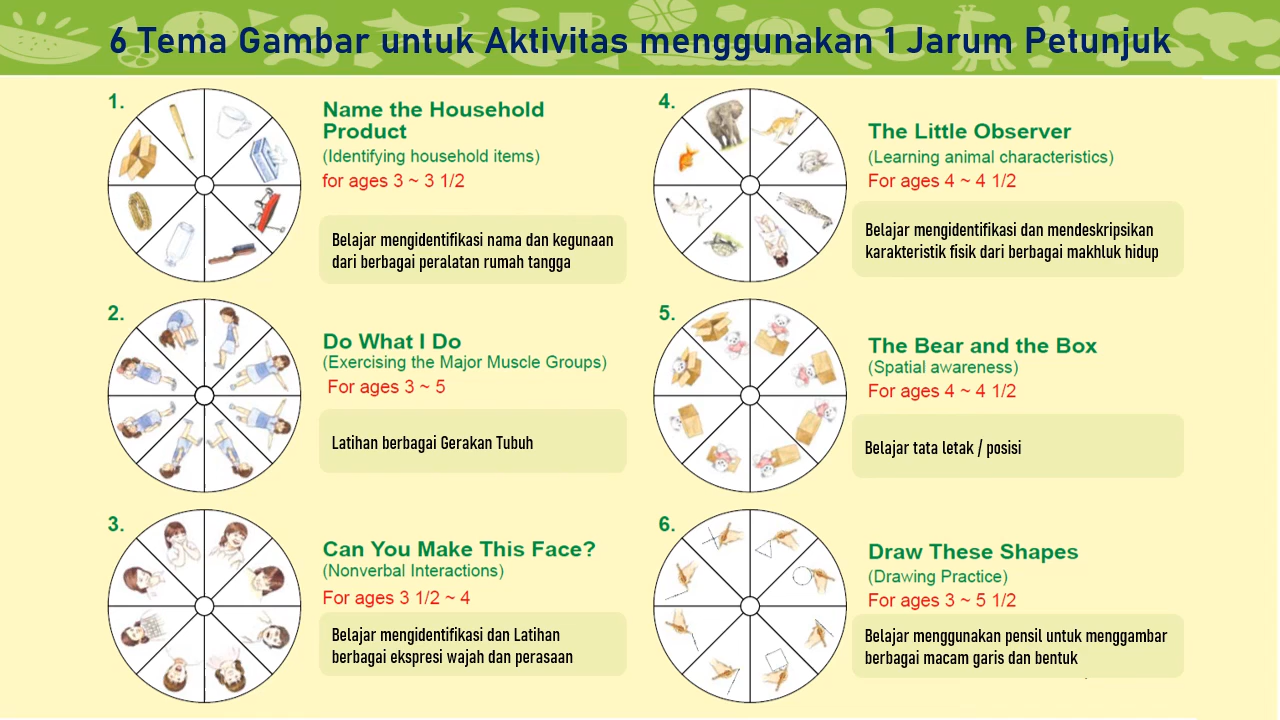 6 Tema Gambar untuk Aktivitas menggunakan 1 Jarum Petunjuk
1.
Name the Household
Product
(Identifying household items)
for ages 3 ~ 3 1/2
Belajar mengidentifikasi nama dan kegunaan
dari berbagai peralatan rumah tangga
2.
Do What I Do
(Exercising the Major Muscle Groups)
For ages 3 ~ 5
Latihan berbagai Gerakan Tubuh
3.
Can You Make This Face?
(Nonverbal Interactions)
For ages 3 1/2 ~ 4
Belajar mengidentifikasi dan Latihan
berbagai ekspresi wajah dan perasaan
4.
The Little Observer
(Learning animal characteristics)
For ages 4 ~ 4 1/2
Belajar mengidentifikasi dan mendeskripsikan
karakteristik fisik dari berbagai makhluk hidup
5.
The Bear and the Box
(Spatial awareness)
For ages 4 ~ 4 1/2
Belajar tata letak / posisi
6.
Draw These Shapes
(Drawing Practice)
For ages 3 ~ 5 1/2
Belajar menggunakan pensil untuk menggambar
berbagai macam garis dan bentuk